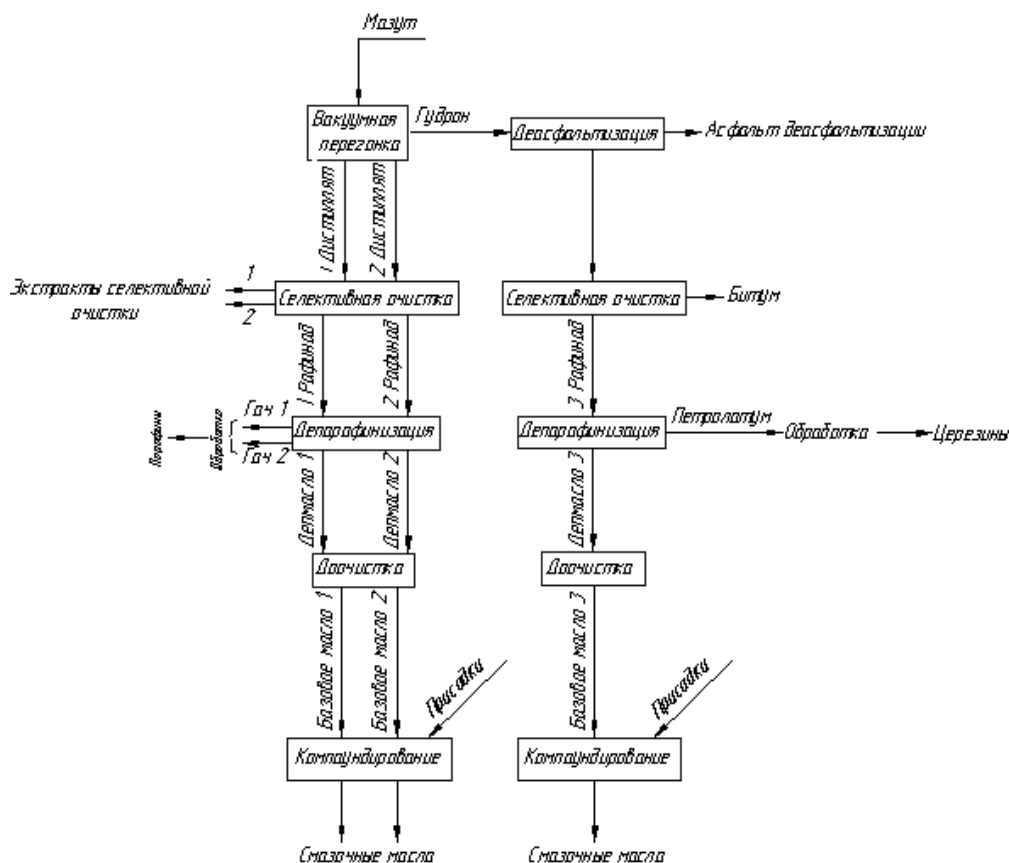 Мазут
Вакуумная
перегонка
Гудрон
Деасфальтизация
Асфальт деасфальтизации
1 Дистиллят
2 Дистиллят
Экстракты селективной
очистки
1
2
Селективная очистка
Селективная очистка
Битум
1 Рафинад
2 Рафинад
3 Рафинад
Парафины
Обработка
Гач 1
Гач 2
Депарафинизация
Депарафинизация
Петролатум
Обработка
Церезины
Депмасло 1
Депмасло 2
Депмасло 3
Доочистка
Доочистка
Базовое масло 1
Базовое масло 2
Присадки
Базовое масло 3
Присадки
Компаундирование
Компаундирование
Смазочные масла
Смазочные масла